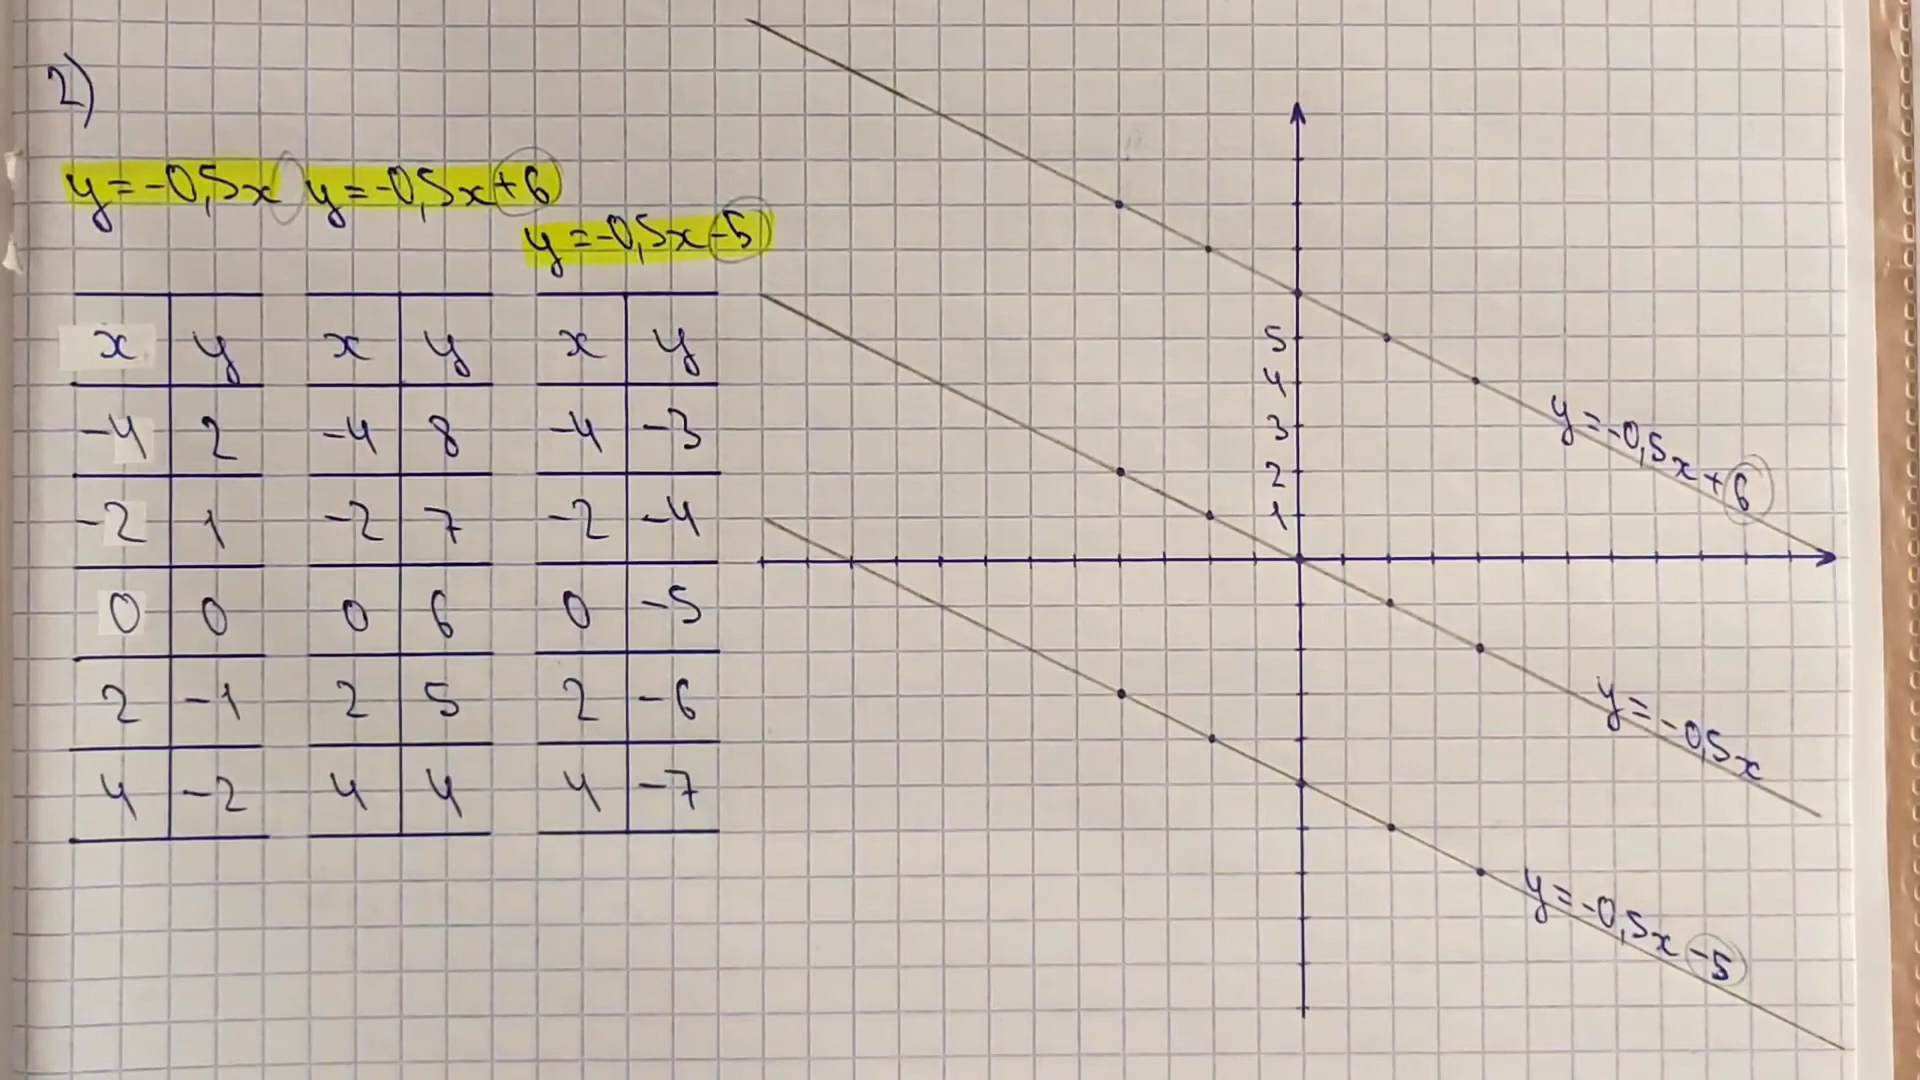 2)
y=-0,5x y=-0,5x+6
y=-0,5x-5
x y x y x y
-4 2 -4 8 -4 -3
-2 1 -2 7 -2 -4
0 0 0 6 0 -5
2 -1 2 5 2 -6
4 -2 4 4 4 -7
5
4
3
2
1
y=-0,5x+6
y=-0,5x
y=-0,5x-5